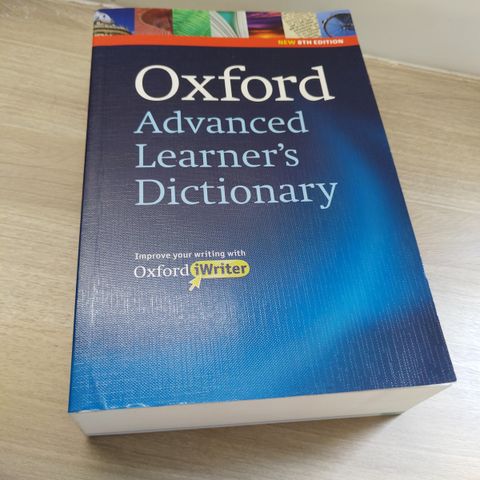 NEW 8TH EDITION
Oxford
Advanced
Learner's
Dictionary
Improve your writing with
Oxford iWriter